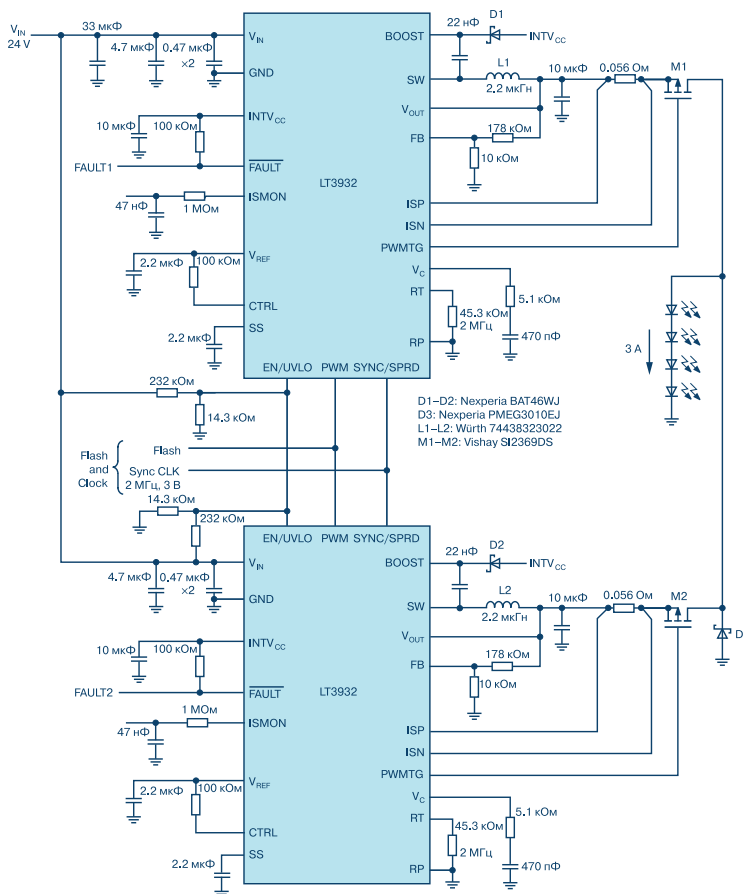 V_IN
24 V
33 мкФ
4.7 мкФ
0.47 мкФ
×2
V_IN
GND
10 мкФ
100 кОм
INTV_CC
FAULT1
FAULT
ISMON
47 нФ
1 МОм
2.2 мкФ
100 кОм
V_REF
CTRL
2.2 мкФ
SS
LT3932
EN/UVLO PWM SYNC/SPRD
BOOST
22 нФ
D1
INTV_CC
SW
L1
2.2 мкГн
10 мкФ
0.056 Ом
M1
V_OUT
FB
178 кОм
10 кОм
ISP
ISN
PWMTG
V_C
RT
45.3 кОм
2 МГц
5.1 кОм
470 пФ
RP
3 А
232 кОм
14.3 кОм
D1–D2: Nexperia BAT46WJ
D3: Nexperia PMEG3010EJ
L1–L2: Würth 74438323022
M1–M2: Vishay SI2369DS
Flash
and
Clock
Flash
Sync CLK
2 МГц, 3 В
14.3 кОм
232 кОм
EN/UVLO PWM SYNC/SPRD
4.7 мкФ
0.47 мкФ
×2
V_IN
GND
10 мкФ
100 кОм
INTV_CC
FAULT2
FAULT
ISMON
47 нФ
1 МОм
2.2 мкФ
100 кОм
V_REF
CTRL
2.2 мкФ
SS
LT3932
BOOST
22 нФ
D2
INTV_CC
SW
L2
2.2 мкГн
10 мкФ
0.056 Ом
M2
V_OUT
FB
178 кОм
10 кОм
D
ISP
ISN
PWMTG
V_C
RT
45.3 кОм
2 МГц
5.1 кОм
470 пФ
RP